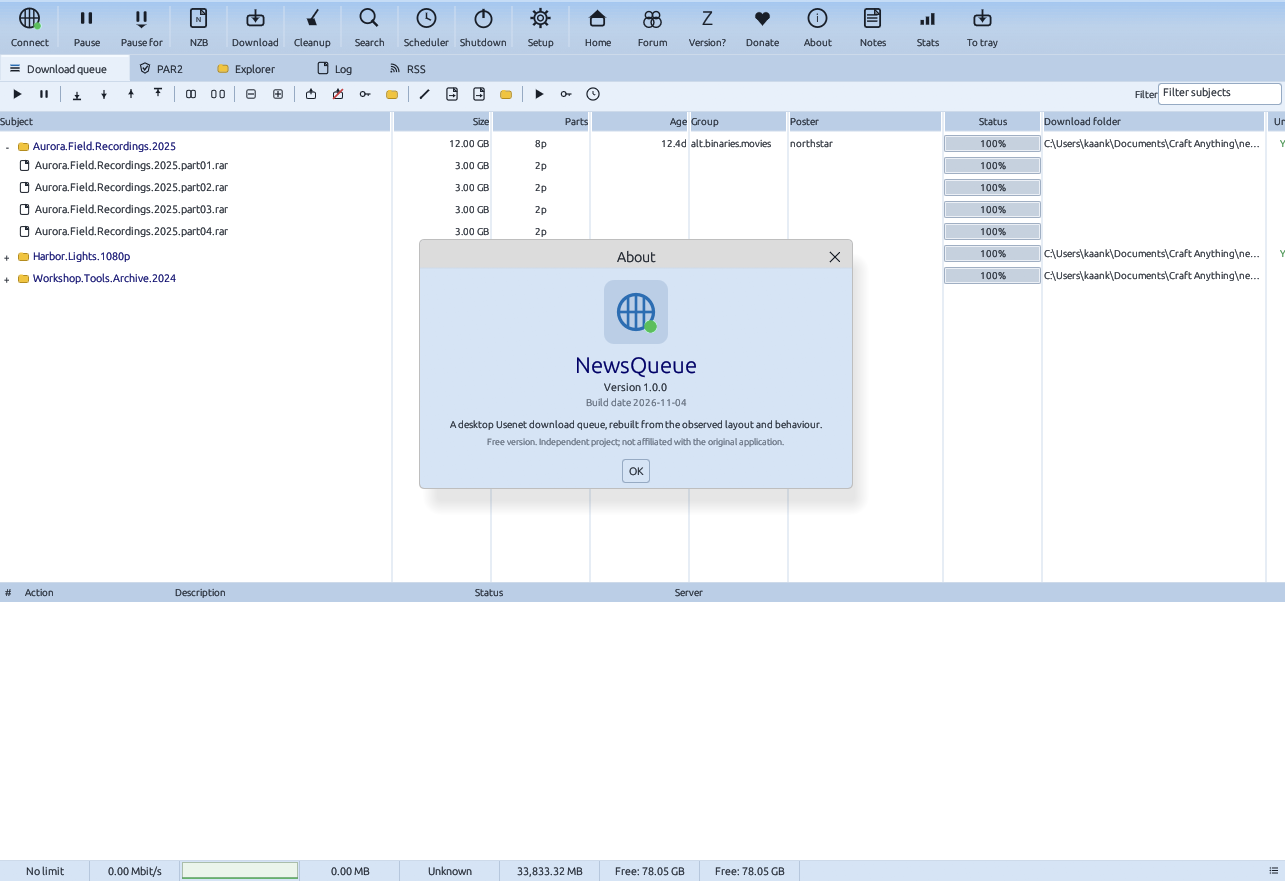 Connect Pause Pause for NZB Download Cleanup Search Scheduler Shutdown Setup Home Forum Version? Donate About Notes Stats To tray
Download queue PAR2 Explorer Log RSS
Filter Filter subjects
Subject Size Parts Age Group Poster Status Download folder Un
- Aurora.Field.Recordings.2025 12.00 GB 8p 12.4d alt.binaries.movies northstar 100% C:\Users\kaank\Documents\Craft Anything\ne... Y
Aurora.Field.Recordings.2025.part01.rar 3.00 GB 2p 100%
Aurora.Field.Recordings.2025.part02.rar 3.00 GB 2p 100%
Aurora.Field.Recordings.2025.part03.rar 3.00 GB 2p 100%
Aurora.Field.Recordings.2025.part04.rar 3.00 GB 2p 100%
+ Harbor.Lights.1080p 100% C:\Users\kaank\Documents\Craft Anything\ne... Y
+ Workshop.Tools.Archive.2024 100% C:\Users\kaank\Documents\Craft Anything\ne...
About
NewsQueue
Version 1.0.0
Build date 2026-11-04
A desktop Usenet download queue, rebuilt from the observed layout and behaviour.
Free version. Independent project; not affiliated with the original application.
OK
# Action Description Status Server
No limit 0.00 Mbit/s 0.00 MB Unknown 33,833.32 MB Free: 78.05 GB Free: 78.05 GB